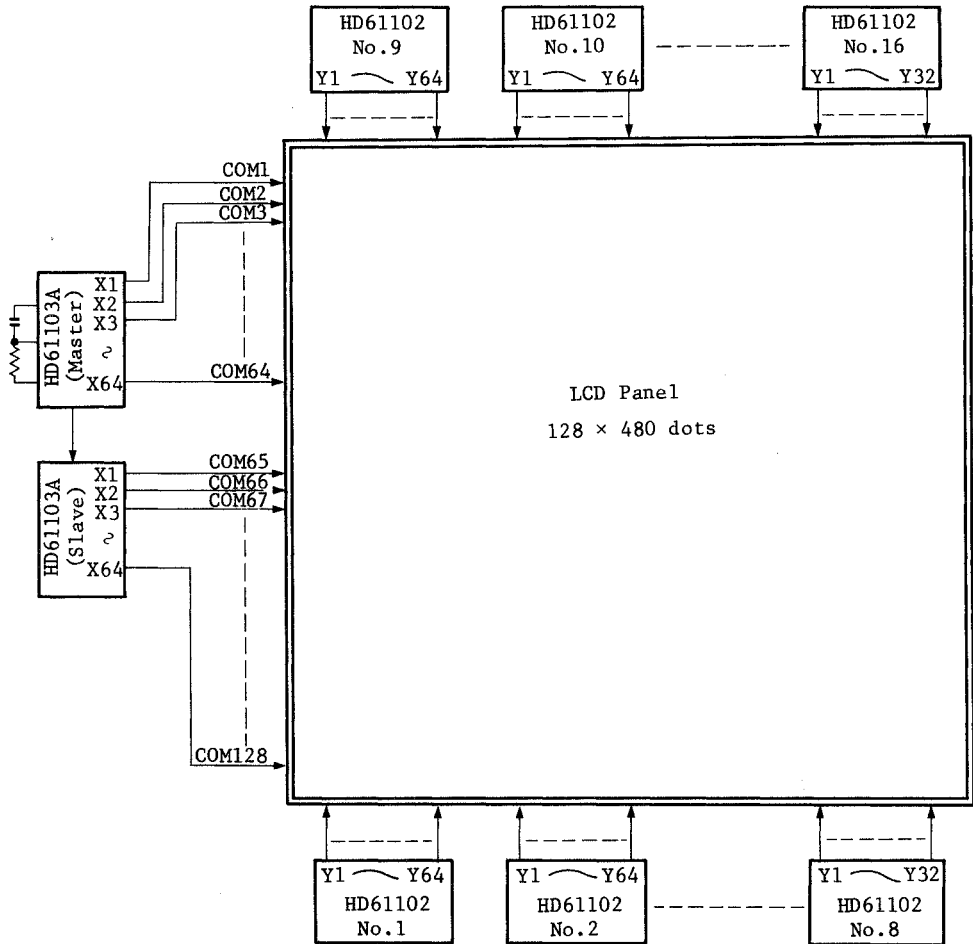 HD61102
No.9
Y1 Y64
HD61102
No.10
Y1 Y64
HD61102
No.16
Y1 Y32
COM1
COM2
COM3
COM64
HD61103A
(Master)
X1
X2
X3
~
X64
LCD Panel
128 × 480 dots
COM65
COM66
COM67
COM128
HD61103A
(Slave)
X1
X2
X3
~
X64
Y1 Y64
HD61102
No.1
Y1 Y64
HD61102
No.2
Y1 Y32
HD61102
No.8